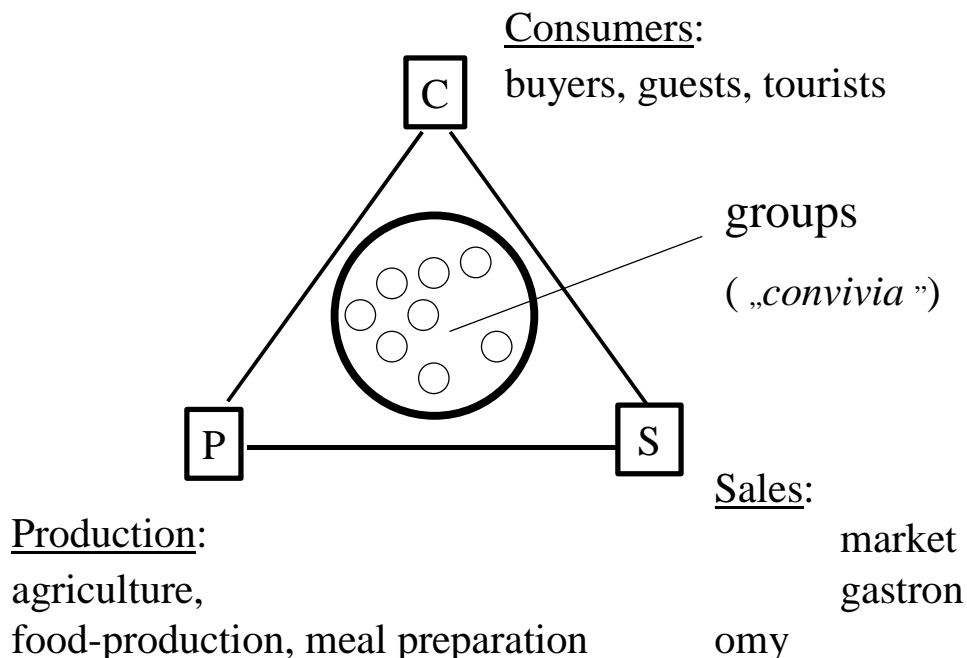 Consumers:
C
buyers, guests, tourists
groups
( „convivia ”)
P
S
Sales:
Production:
market
agriculture,
gastron
food-production, meal preparation
omy